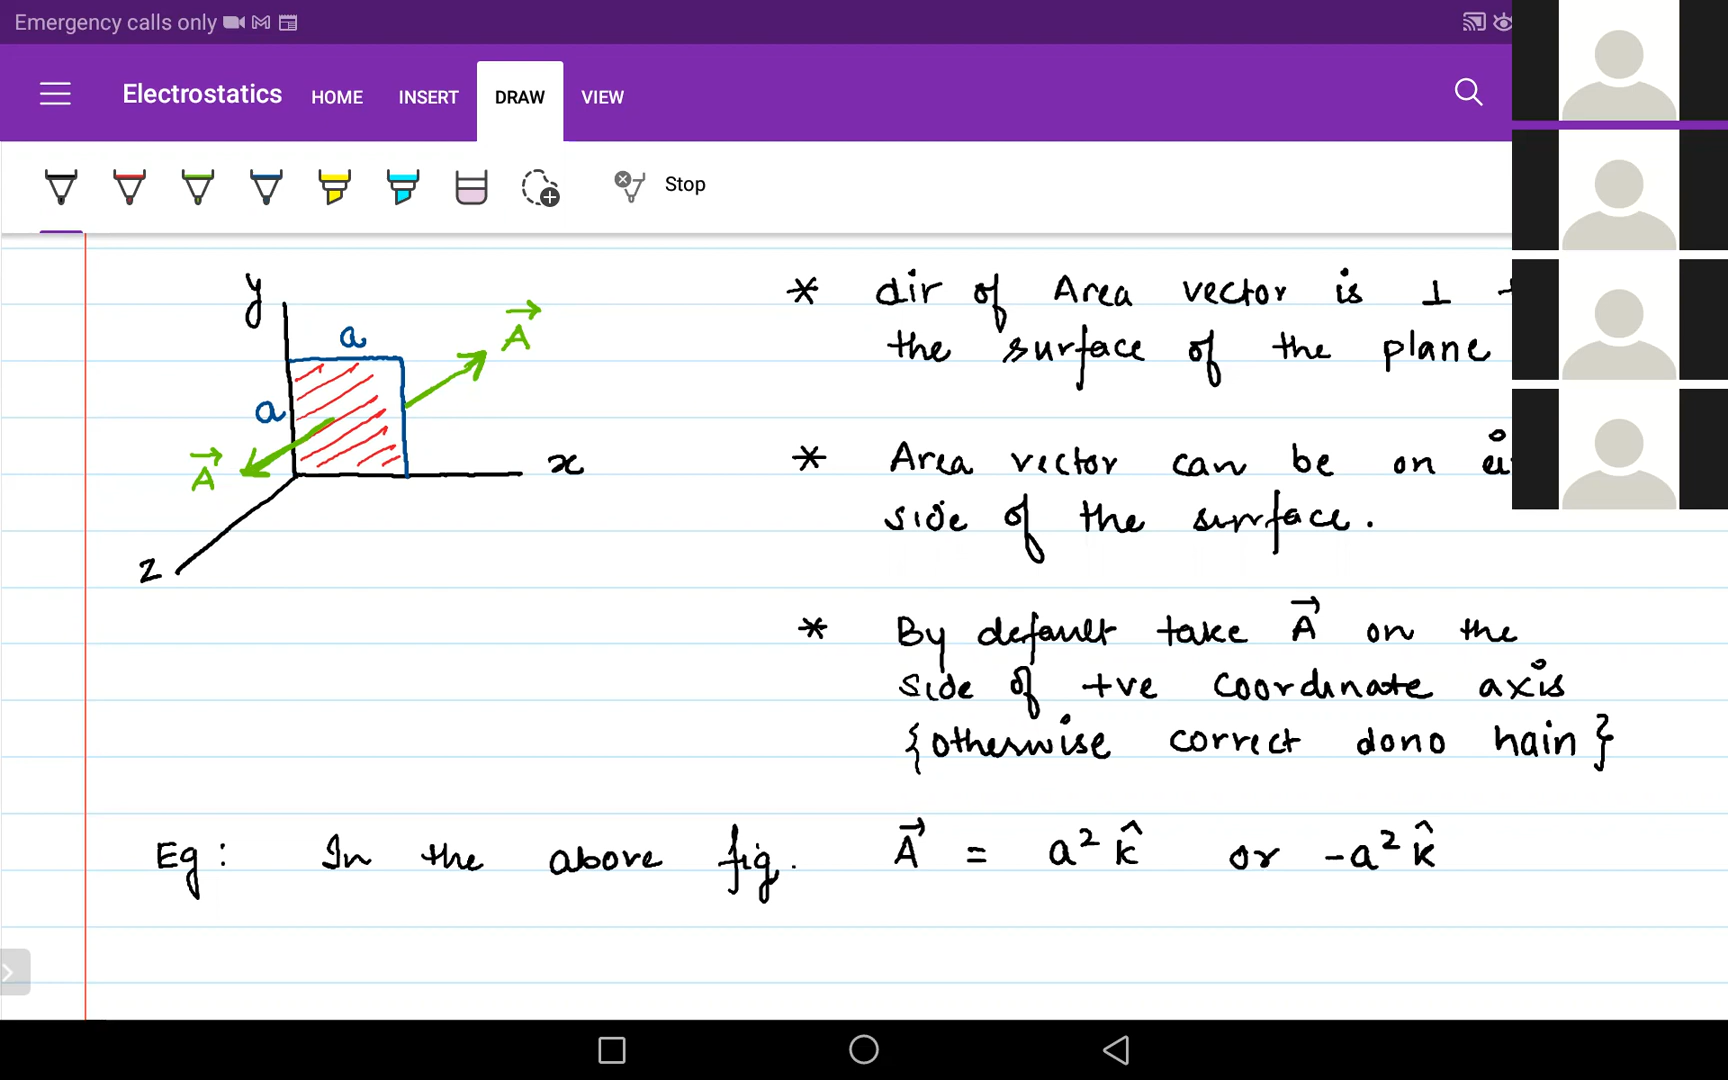 Emergency calls only
Electrostatics HOME INSERT DRAW VIEW
Stop
y
a
A
a
A
x
z
* dir of Area vector is ⊥
the surface of the plane
* Area vector can be on
side of the surface.
* By default take A⃗ on the
side of +ve coordinate axis
{otherwise correct dono hain}
Eg: In the above fig. A⃗ = a² k̂ or -a² k̂